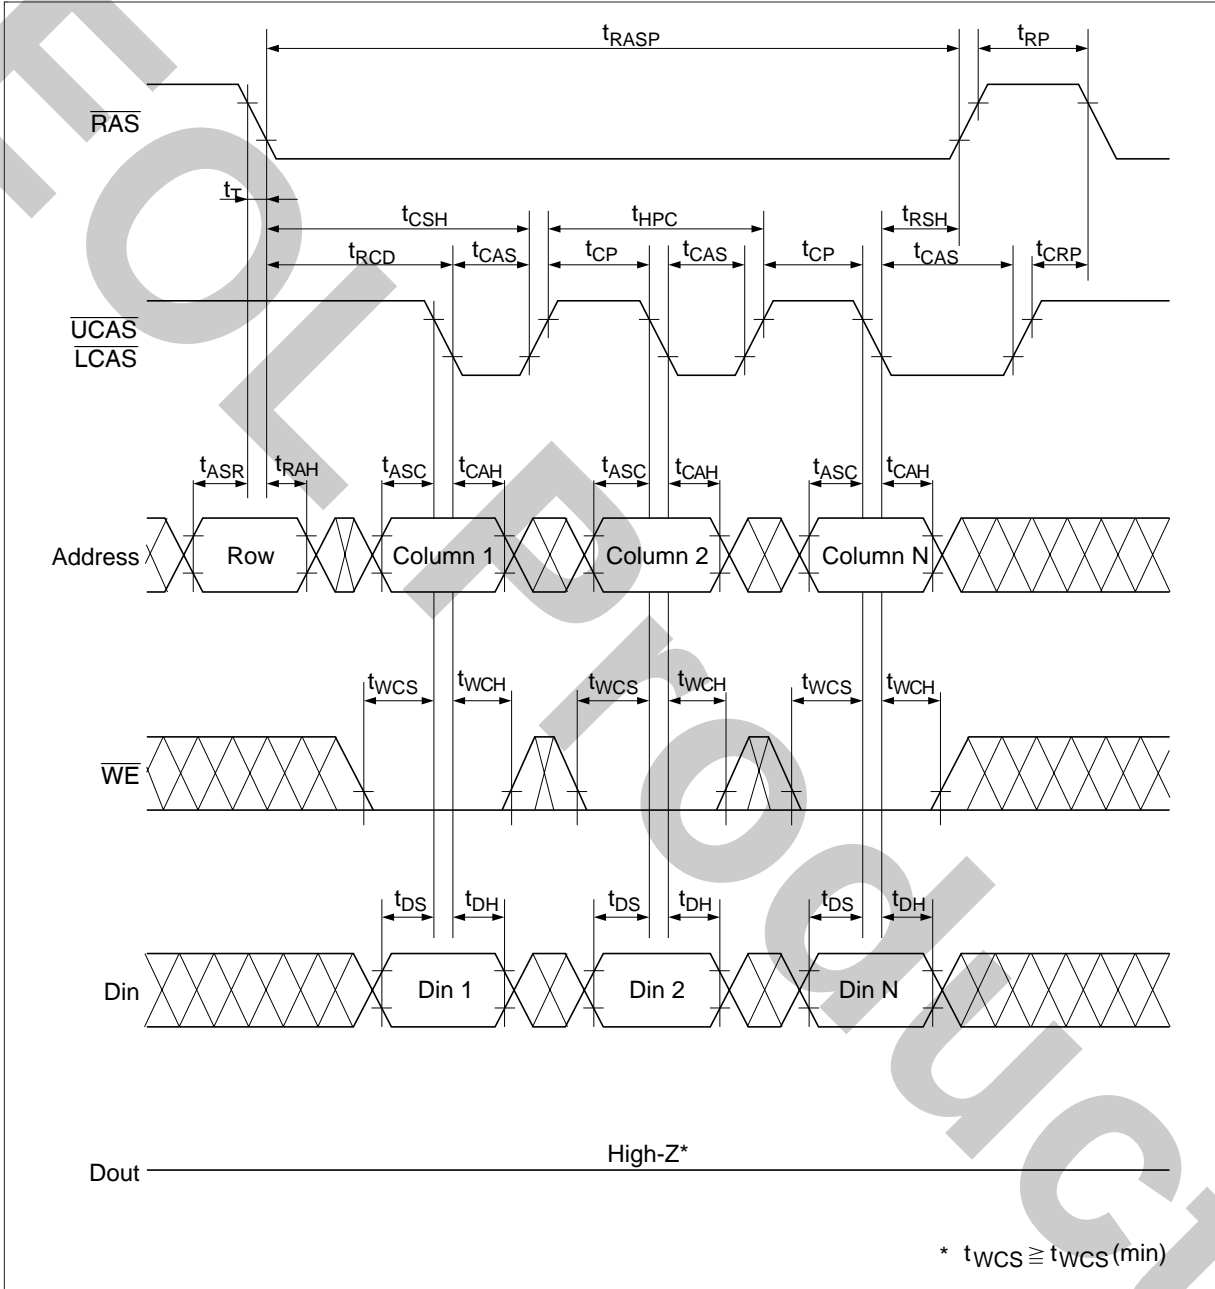 tRASP tRP
RAS
tT
tCSH tHPC tRSH
tRCD tCAS tCP tCAS tCP tCAS tCRP
UCAS
LCAS
tASR tRAH tASC tCAH tASC tCAH tASC tCAH
Address Row Column 1 Column 2 Column N
tWCS tWCH tWCS tWCH tWCS tWCH
WE
tDS tDH tDS tDH tDS tDH
Din Din 1 Din 2 Din N
High-Z*
Dout
* tWCS ≧ tWCS (min)
EOL Product